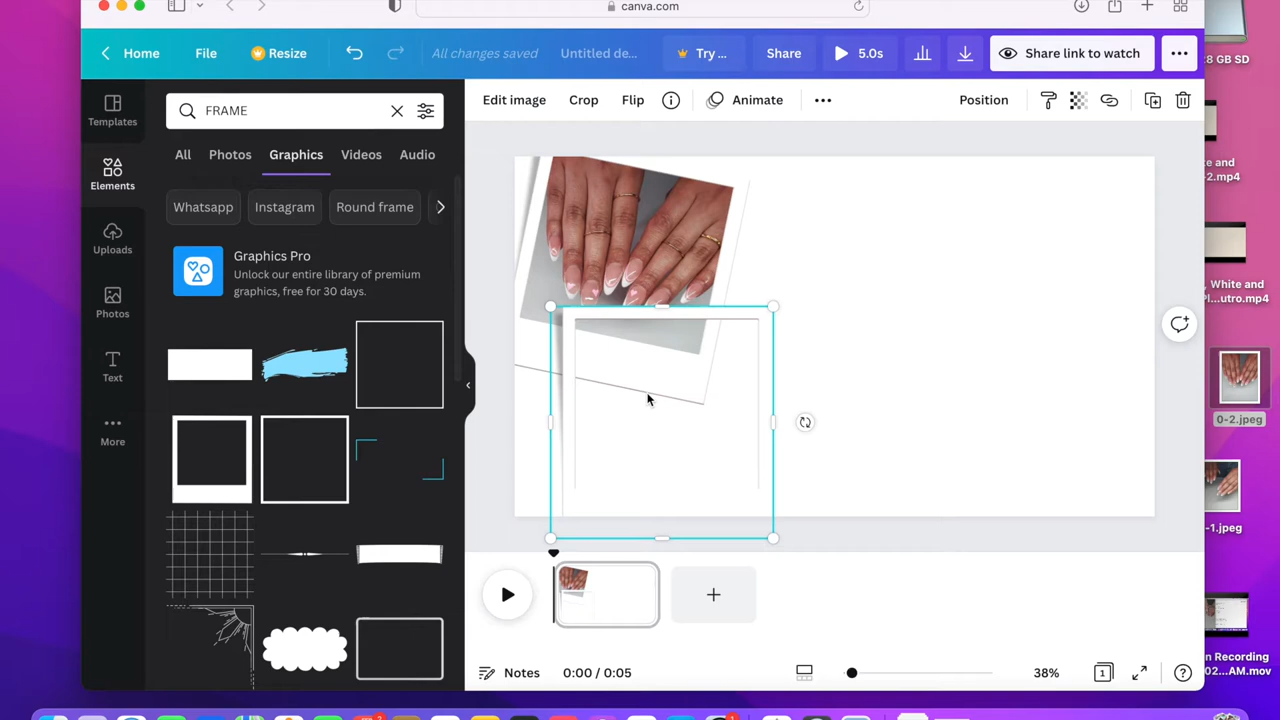 canva.com
Home
File
Resize
All changes saved
Untitled de...
Try ...
Share
5.0s
Share link to watch
28 GB SD
Templates
FRAME
Edit image
Crop
Flip
Animate
Position
Elements
All
Photos
Graphics
Videos
Audio
White and
-2.mp4
Whatsapp
Instagram
Round frame
Uploads
Graphics Pro
Unlock our entire library of premium
graphics, free for 30 days.
, White and
Pl...utro.mp4
Photos
Text
More
0-2.jpeg
-1.jpeg
Notes
0:00 / 0:05
38%
1
n Recording
02...AM.mov